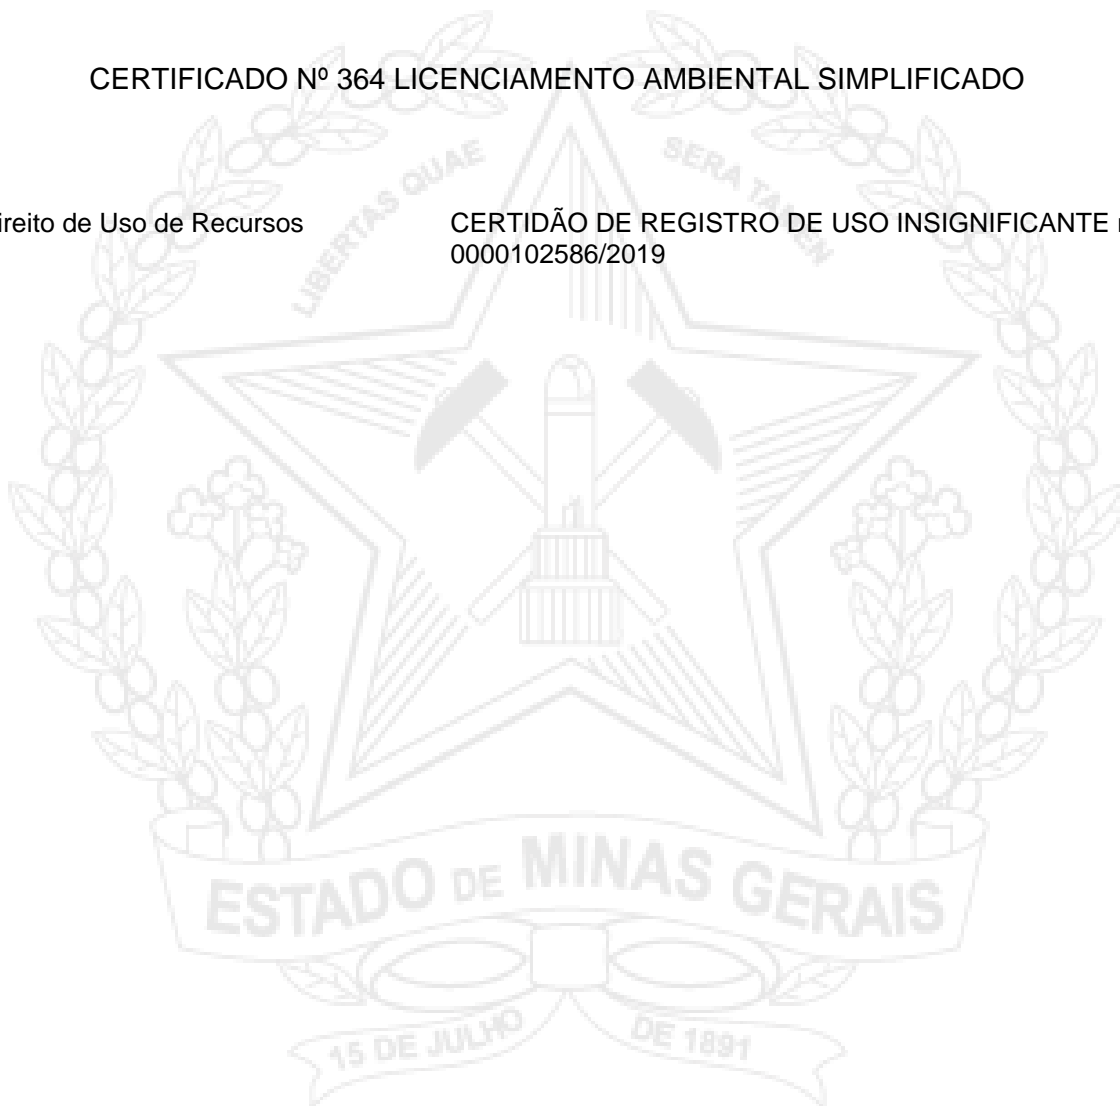 CERTIFICADO Nº 364 LICENCIAMENTO AMBIENTAL SIMPLIFICADO
LIBERTAS QUAE SERA TAMEN
ireito de Uso de Recursos
CERTIDÃO DE REGISTRO DE USO INSIGNIFICANTE
0000102586/2019
ESTADO DE MINAS GERAIS
15 DE JULHO DE 1891